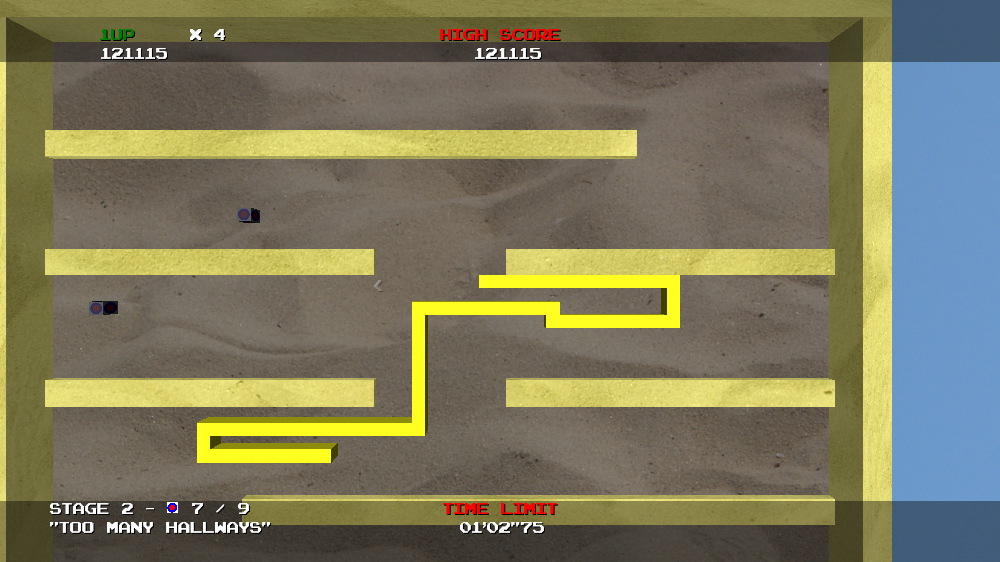 1UP X 4 HIGH SCORE
121115 121115
STAGE 2 - 7 / 9 TIME LIMIT
"TOO MANY HALLWAYS" 01'02"75